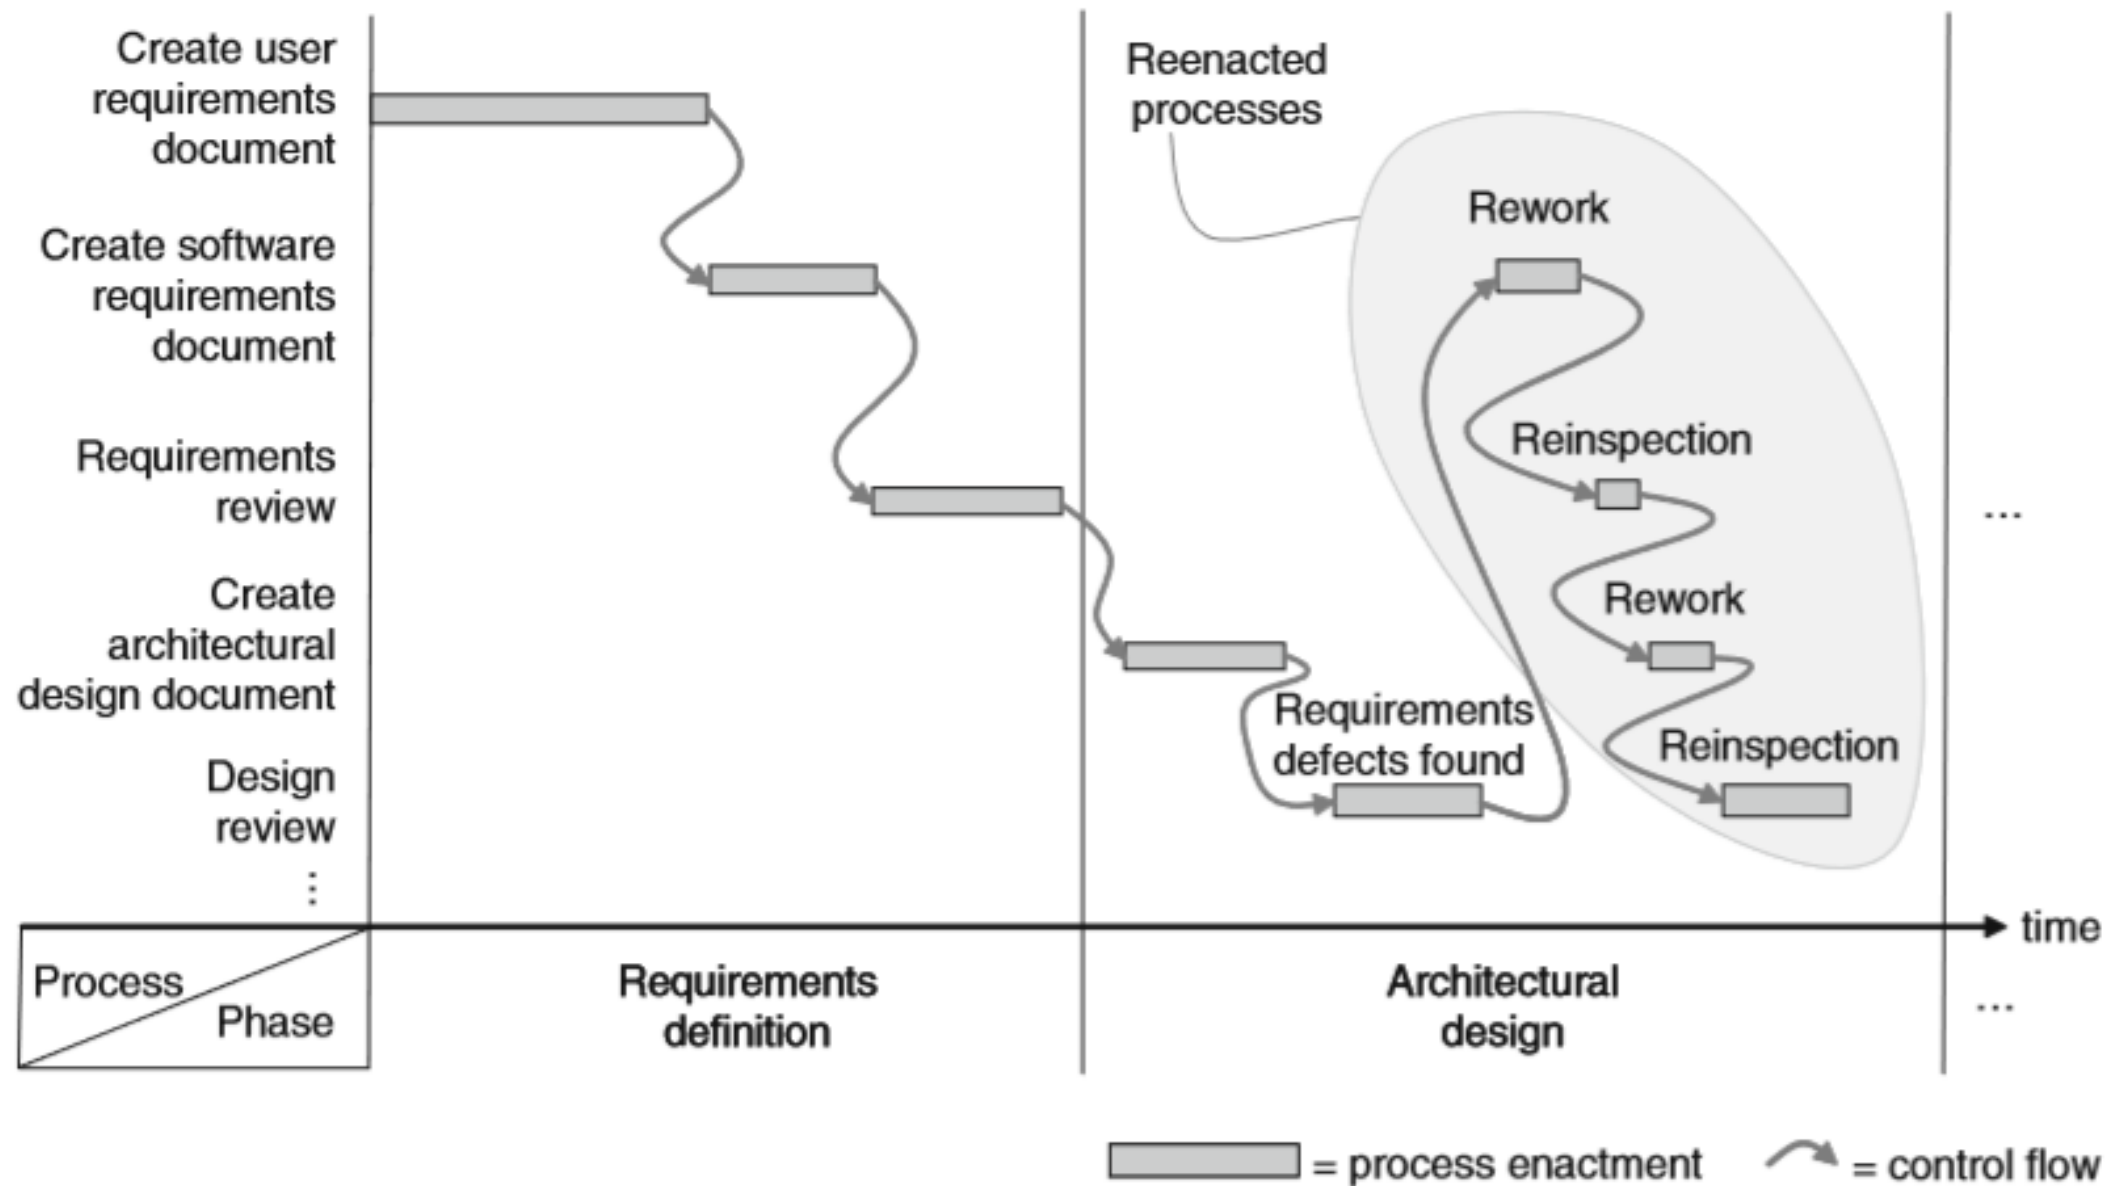 Create user
requirements
document
Create software
requirements
document
Requirements
review
Create
architectural
design document
Design
review
⋮
Reenacted
processes
Rework
Reinspection
Rework
Reinspection
Requirements
defects found
...
time
Process
Phase
Requirements
definition
Architectural
design
...
= process enactment
= control flow